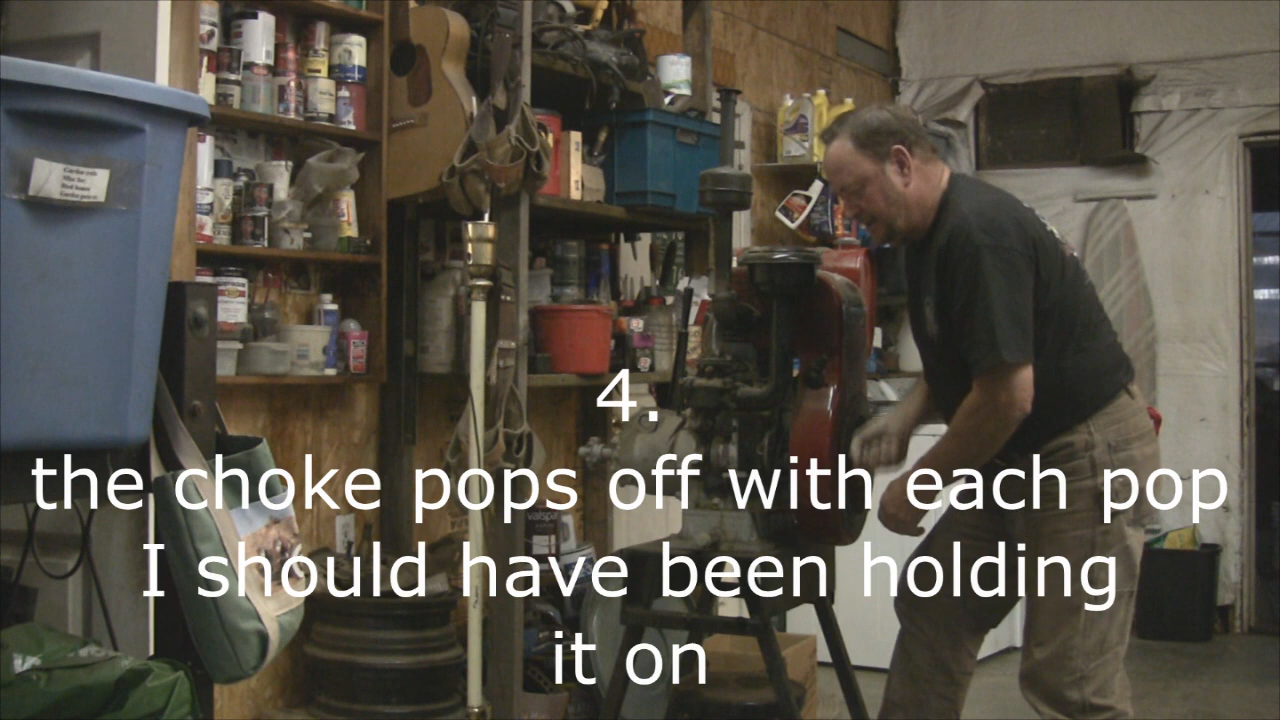 4.
the choke pops off with each pop
I should have been holding
it on